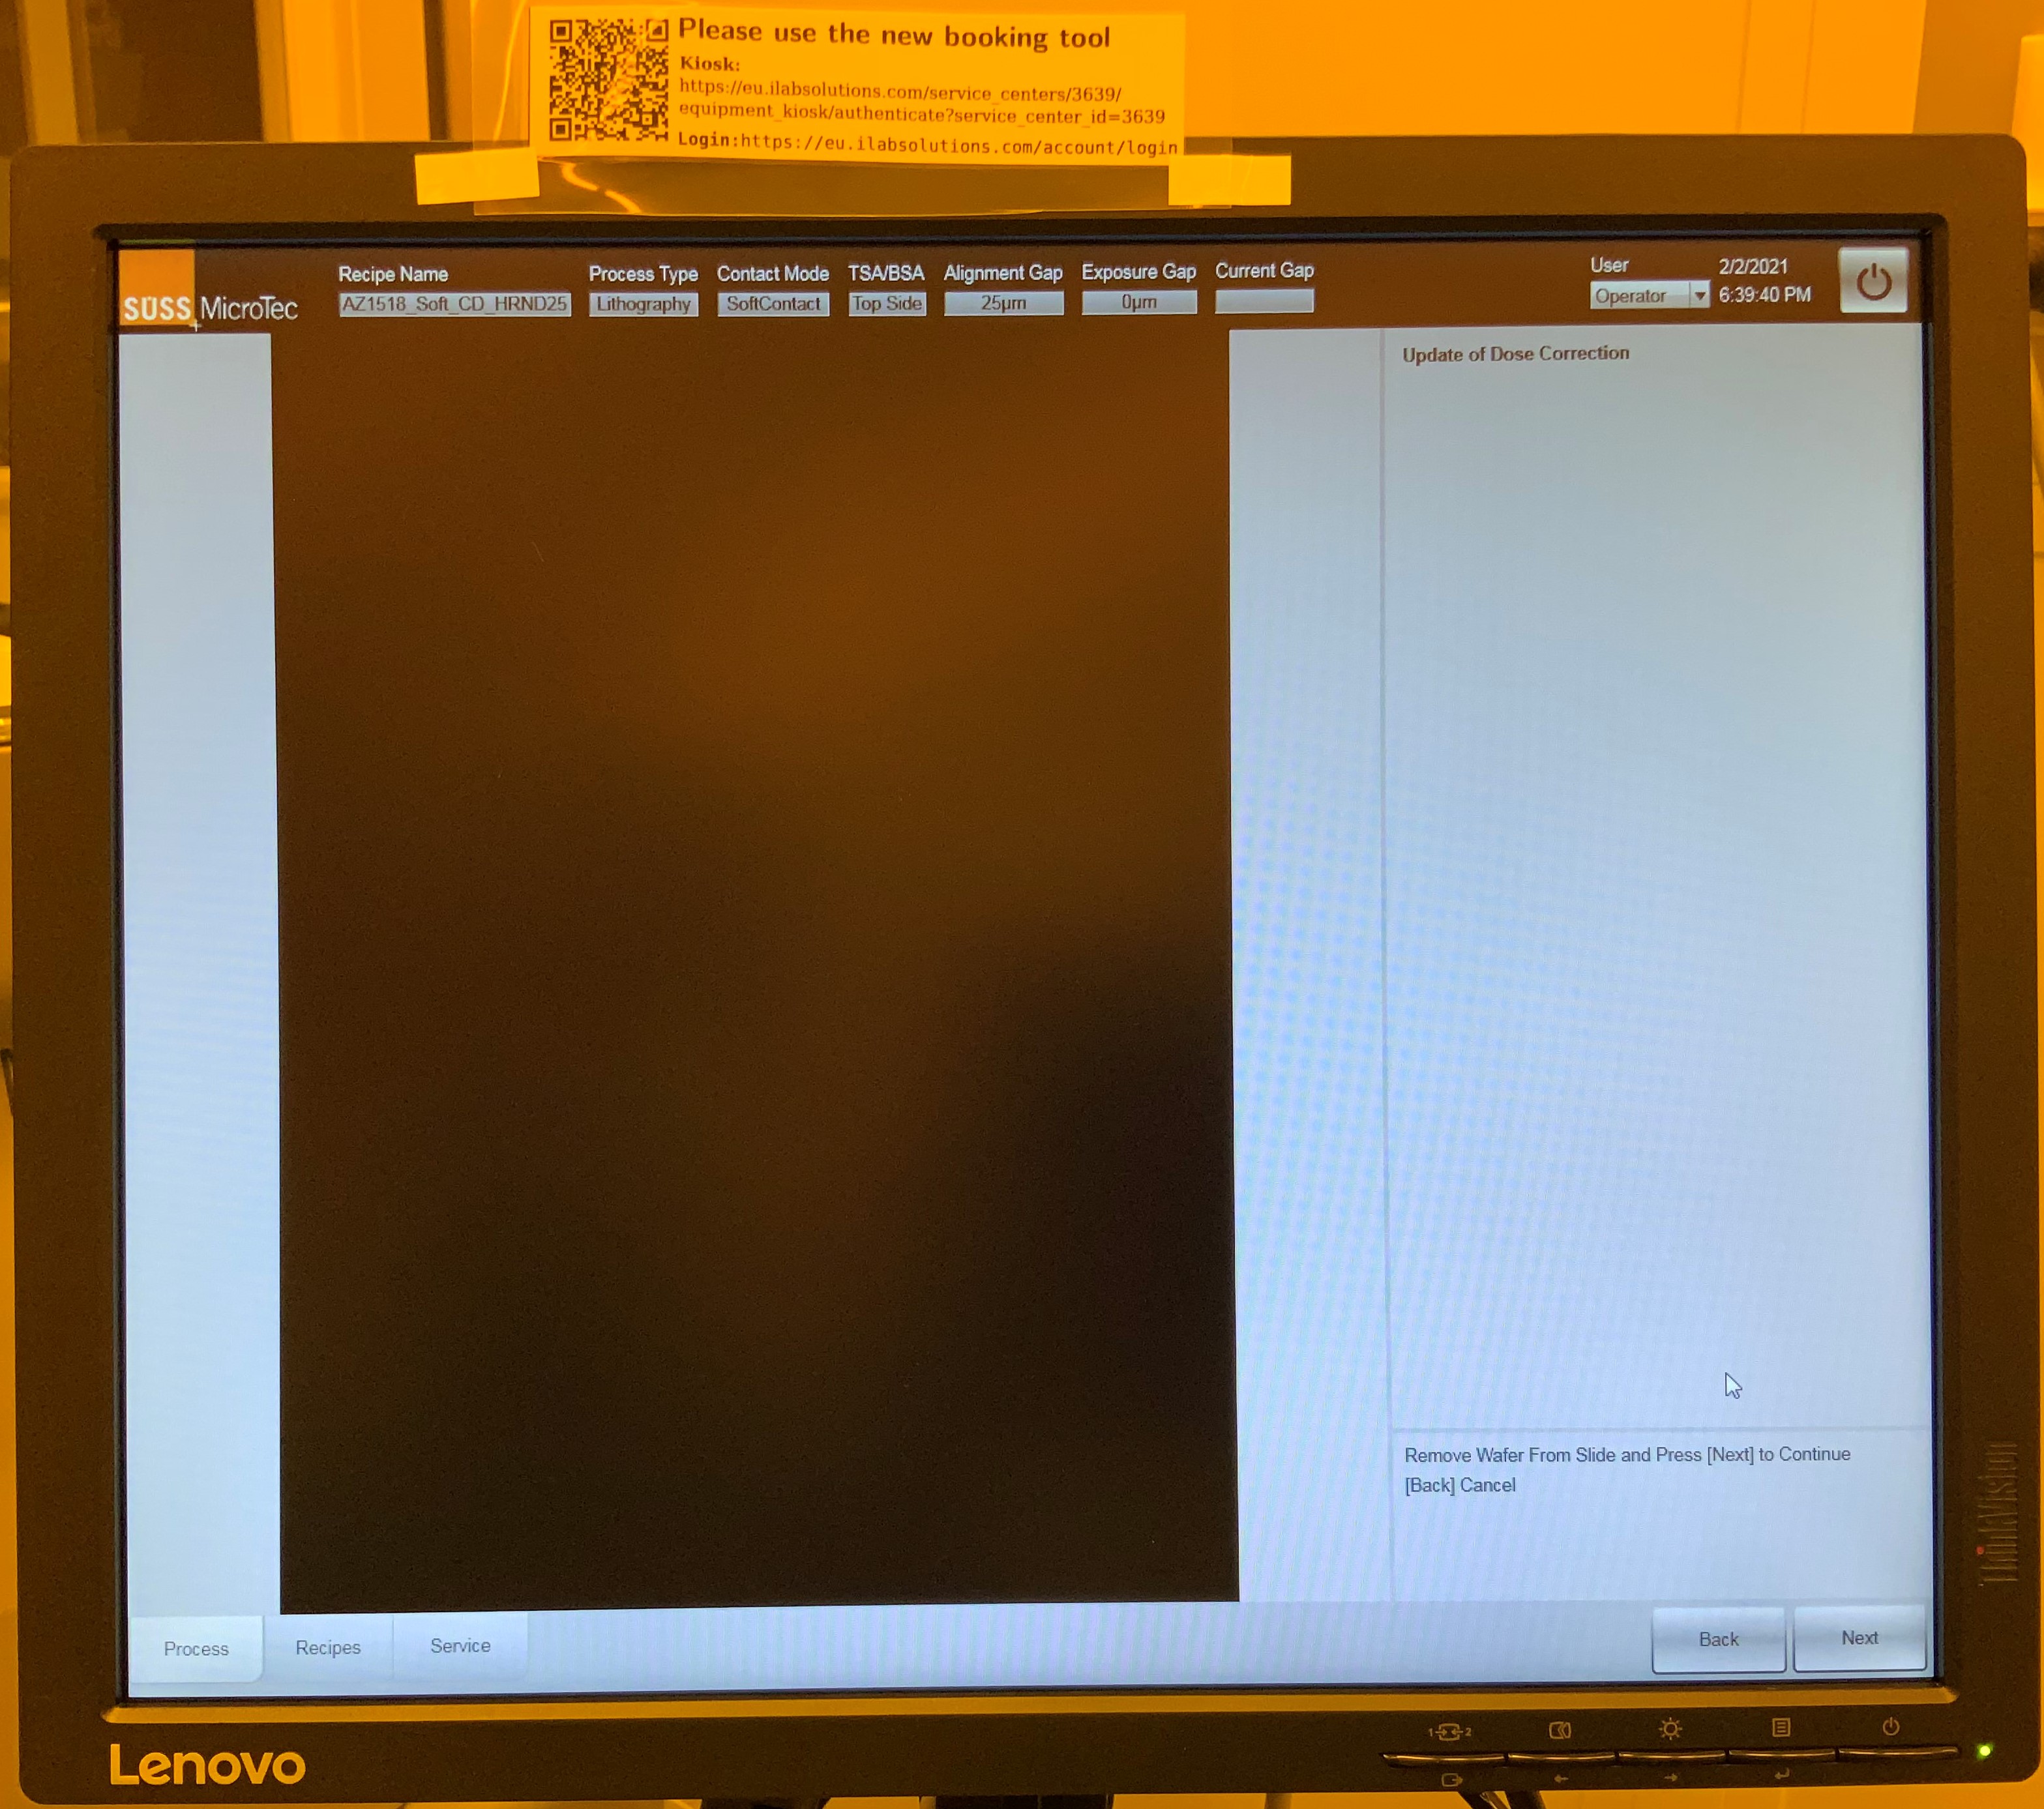 Please use the new booking tool
Kiosk:
https://eu.ilabsolutions.com/service_centers/3639/
equipment_kiosk/authenticate?service_center_id=3639
Login:https://eu.ilabsolutions.com/account/login
SUSS MicroTec
Recipe Name
AZ1518_Soft_CD_HRND25
Process Type
Lithography
Contact Mode
SoftContact
TSA/BSA
Top Side
Alignment Gap
25µm
Exposure Gap
0µm
Current Gap
User
Operator
2/2/2021
6:39:40 PM
Update of Dose Correction
Remove Wafer From Slide and Press [Next] to Continue
[Back] Cancel
Process
Recipes
Service
Back
Next
ThinkVision
Lenovo
1
2